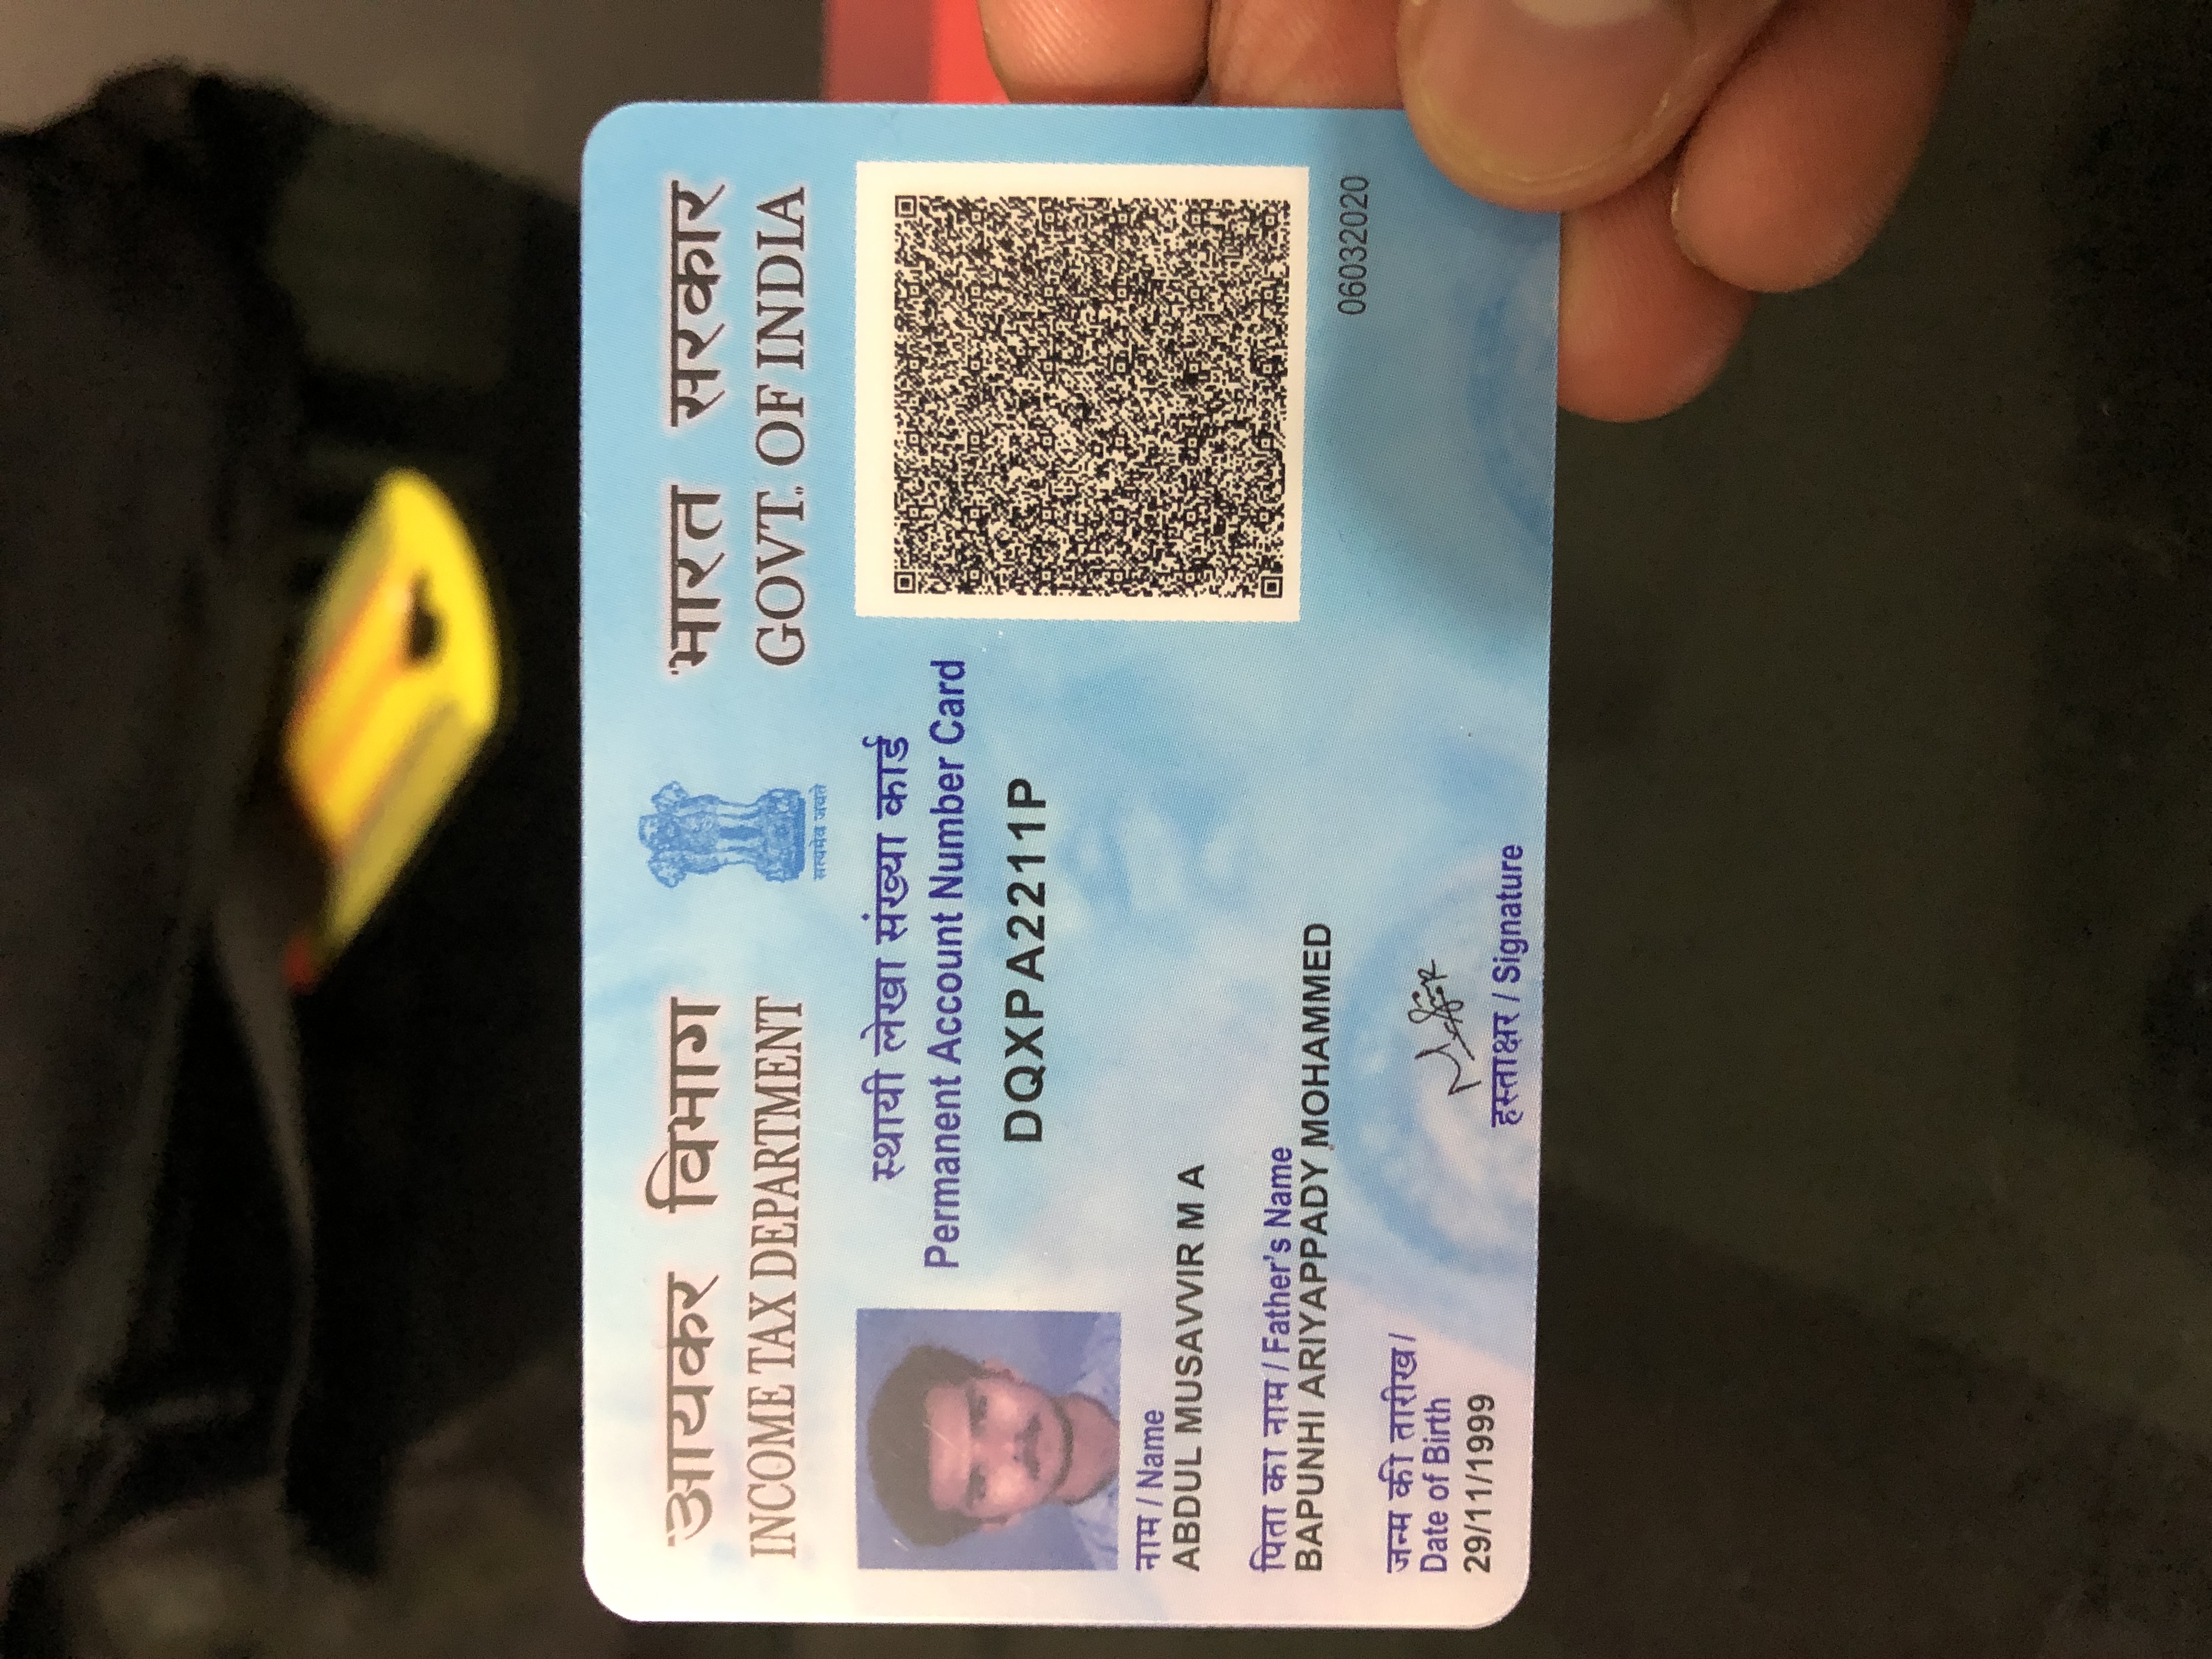 आयकर विभाग
INCOME TAX DEPARTMENT
सत्यमेव जयते
भारत सरकार
GOVT. OF INDIA
स्थायी लेखा संख्या कार्ड
Permanent Account Number Card
DQXPA2211P
नाम / Name
ABDUL MUSAVVIR M A
पिता का नाम / Father's Name
BAPUNHI ARIYAPPADY MOHAMMED
06032020
जन्म की तारीख /
Date of Birth
29/11/1999
हस्ताक्षर / Signature